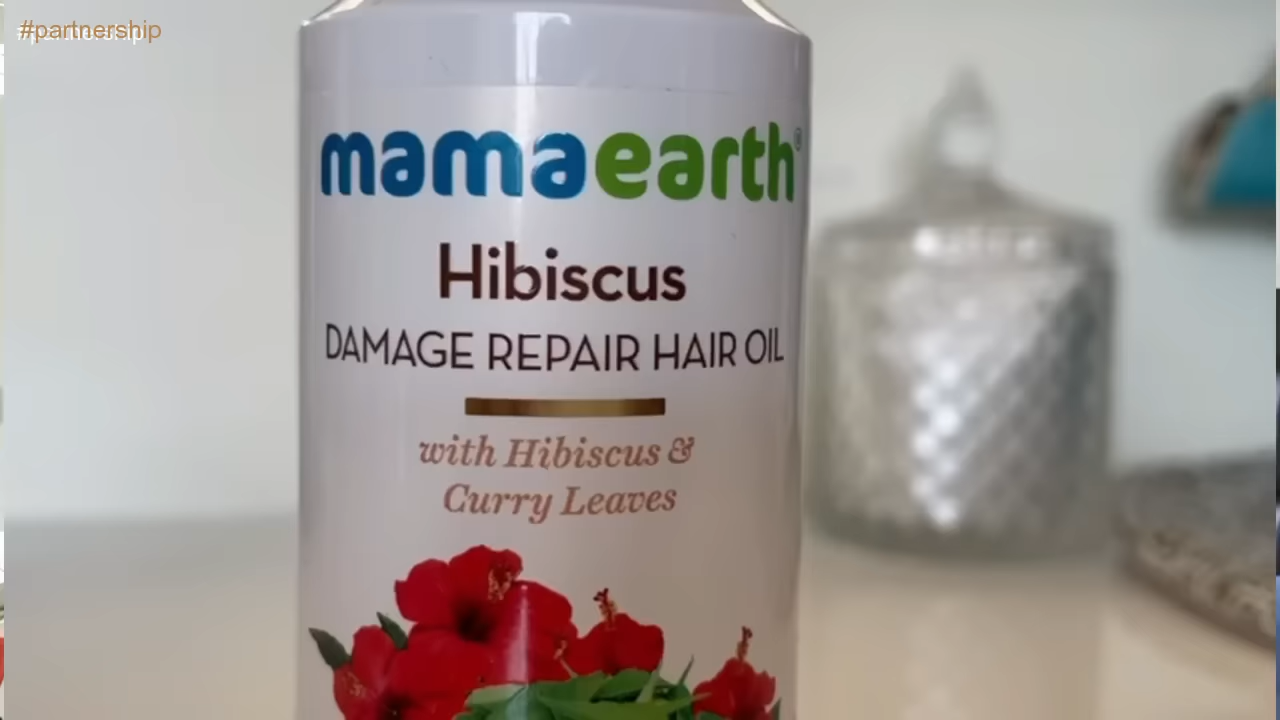 #partnership
mamaearth®
Hibiscus
DAMAGE REPAIR HAIR OIL
with Hibiscus &
Curry Leaves